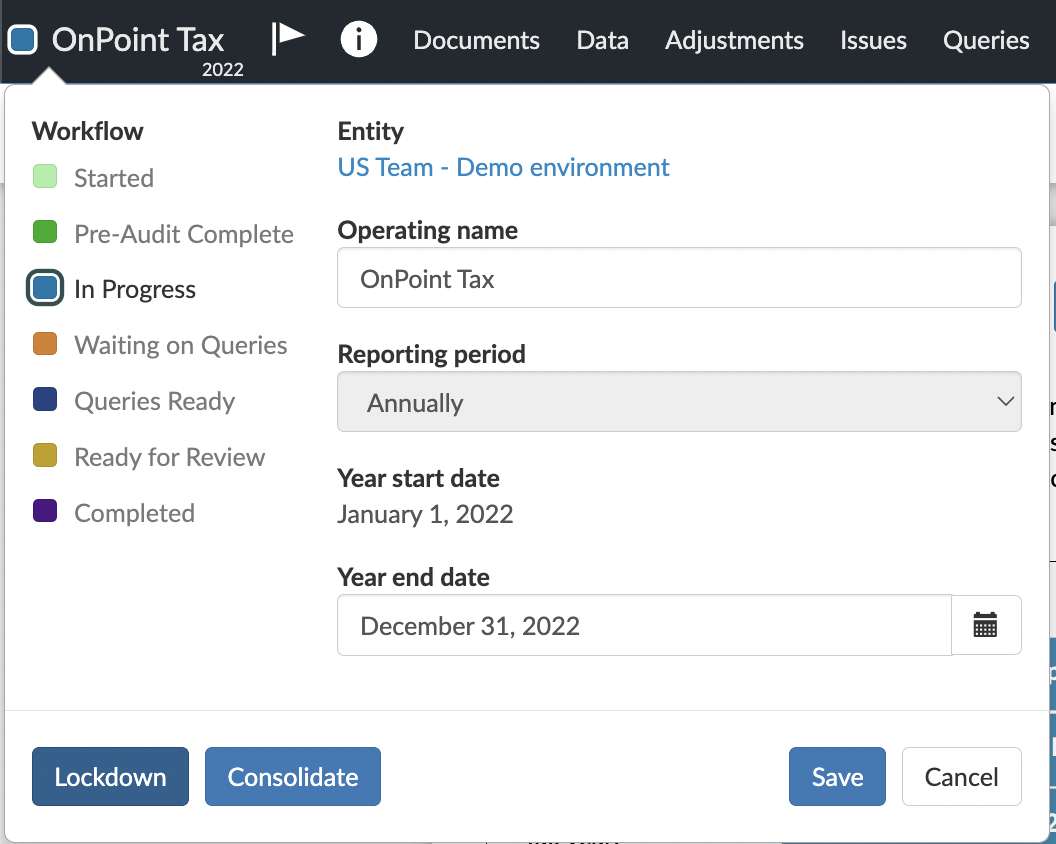 OnPoint Tax
2022
Documents
Data
Adjustments
Issues
Queries
Workflow
Started
Pre-Audit Complete
In Progress
Waiting on Queries
Queries Ready
Ready for Review
Completed
Entity
US Team - Demo environment
Operating name
OnPoint Tax
Reporting period
Annually
Year start date
January 1, 2022
Year end date
December 31, 2022
Lockdown
Consolidate
Save
Cancel